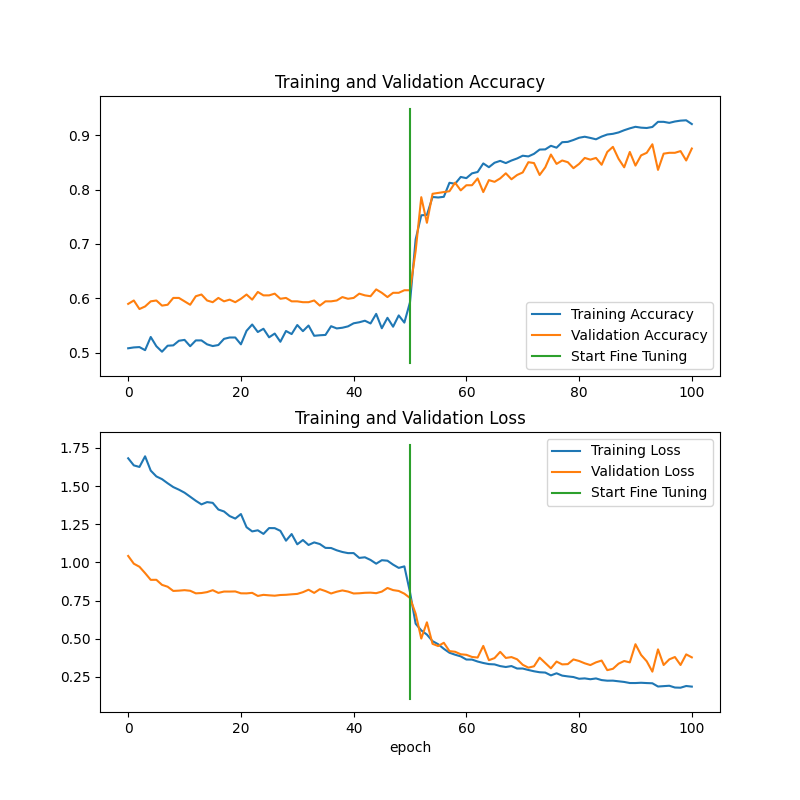 Training and Validation Accuracy
0.9
0.8
0.7
0.6
0.5
Training Accuracy
Validation Accuracy
Start Fine Tuning
0 20 40 60 80 100
Training and Validation Loss
1.75
1.50
1.25
1.00
0.75
0.50
0.25
Training Loss
Validation Loss
Start Fine Tuning
0 20 40 60 80 100
epoch